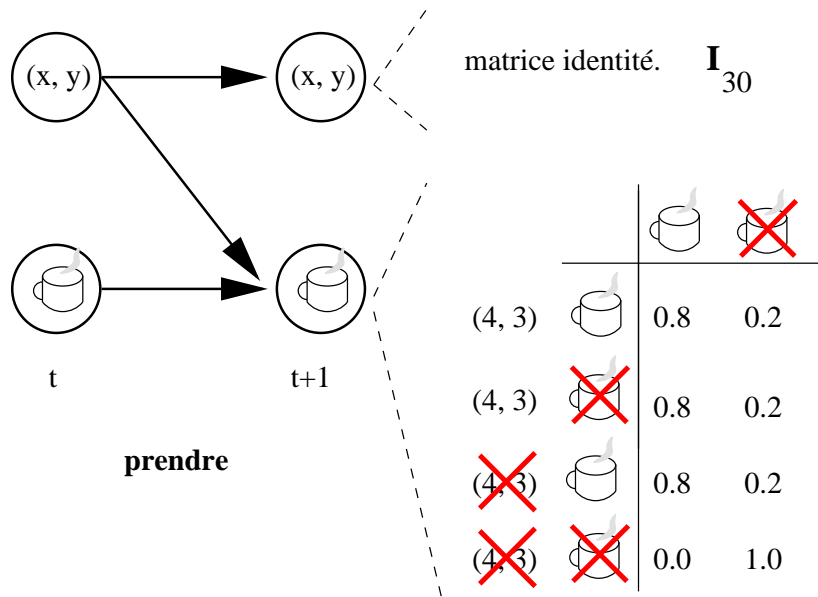 (x, y) (x, y)
matrice identité. I30
t t+1
prendre
(4, 3) 0.8 0.2
(4, 3) 0.8 0.2
(4, 3) 0.8 0.2
(4, 3) 0.0 1.0